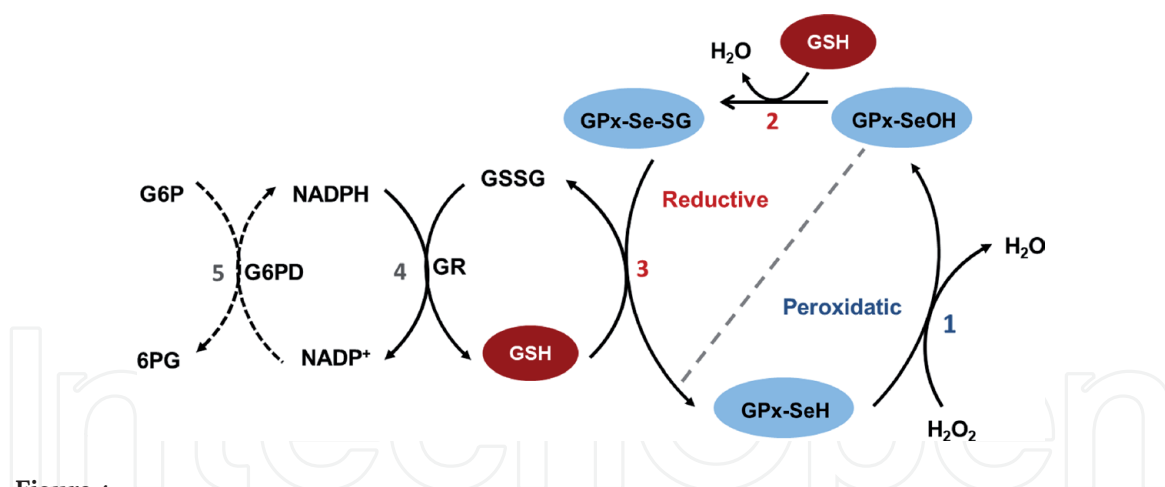 H₂O
GSH
GPx-Se-SG
2
GPx-SeOH
G6P
NADPH
GSSG
Reductive
5
G6PD
4
GR
3
H₂O
Peroxidatic
1
6PG
NADP⁺
GSH
GPx-SeH
H₂O₂